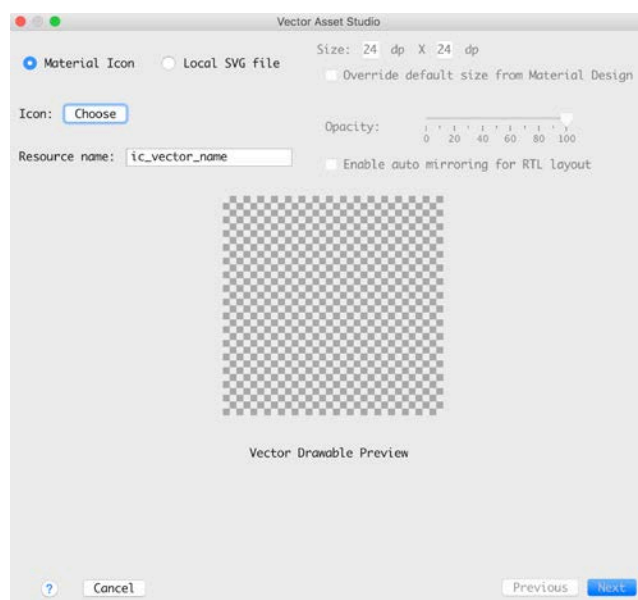 Vector Asset Studio
Material Icon
Local SVG file
Size: 24 dp X 24 dp
Override default size from Material Design
Icon: Choose
Opacity:
0 20 40 60 80 100
Resource name: ic_vector_name
Enable auto mirroring for RTL layout
Vector Drawable Preview
? Cancel Previous Next